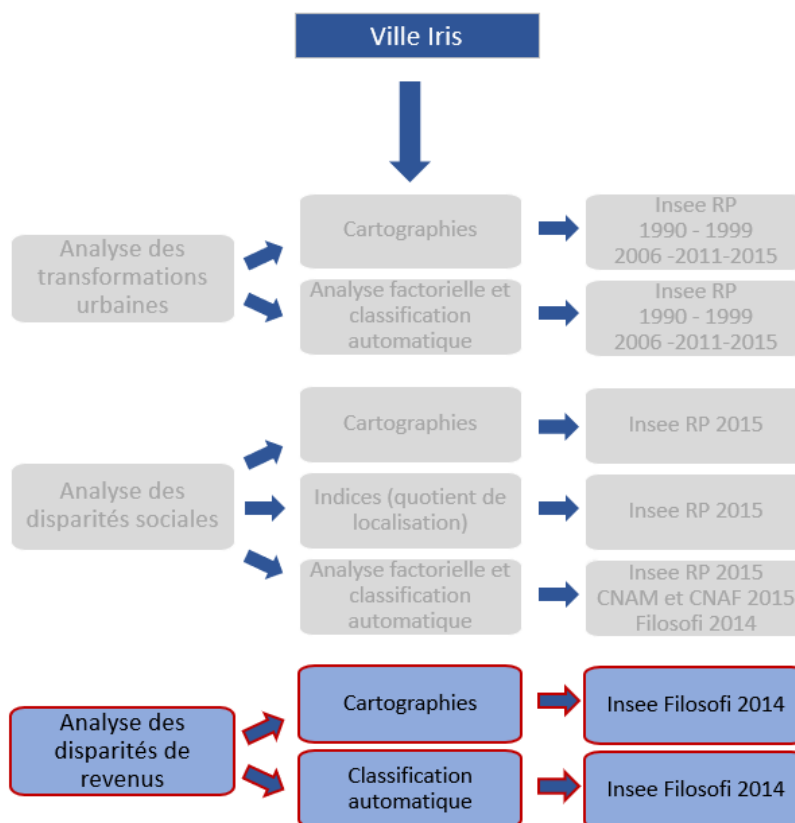 Ville Iris
Analyse des
transformations
urbaines
Cartographies
Insee RP
1990 - 1999
2006 -2011-2015
Analyse factorielle et
classification
automatique
Insee RP
1990 - 1999
2006 -2011-2015
Analyse des
disparités sociales
Cartographies
Insee RP 2015
Indices (quotient de
localisation)
Insee RP 2015
Analyse factorielle et
classification
automatique
Insee RP 2015
CNAM et CNAF 2015
Filosofi 2014
Analyse des
disparités de
revenus
Cartographies
Insee Filosofi 2014
Classification
automatique
Insee Filosofi 2014